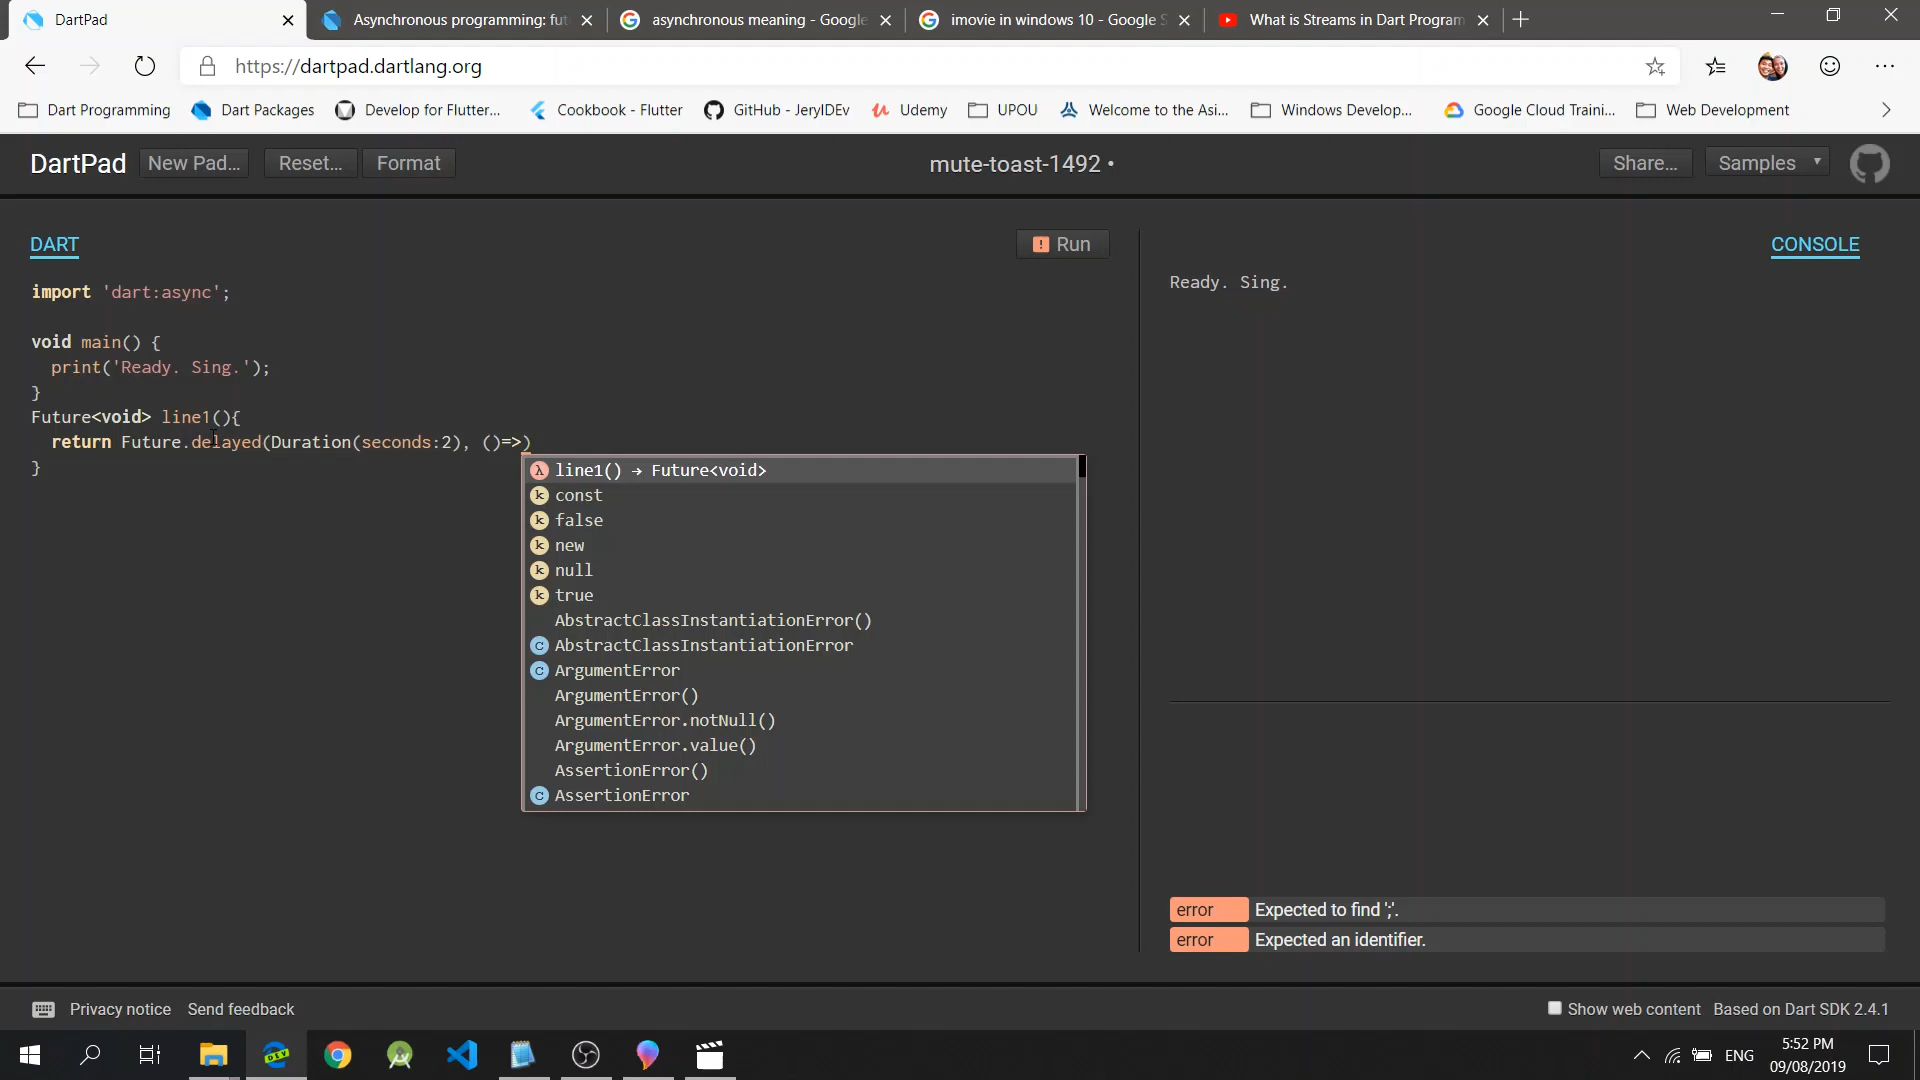 DartPad
Asynchronous programming: fut
asynchronous meaning - Google
imovie in windows 10 - Google S
What is Streams in Dart Program
https://dartpad.dartlang.org
Dart Programming
Dart Packages
Develop for Flutter...
Cookbook - Flutter
GitHub - JerylDEv
Udemy
UPOU
Welcome to the Asi...
Windows Develop...
Google Cloud Traini...
Web Development
DartPad
New Pad...
Reset...
Format
mute-toast-1492 •
Share...
Samples
DART
! Run
CONSOLE
import 'dart:async';
void main() {
print('Ready. Sing.');
}
Future<void> line1(){
return Future.delayed(Duration(seconds:2), ()=>)
}
λ line1() → Future<void>
k const
k false
k new
k null
k true
AbstractClassInstantiationError()
C AbstractClassInstantiationError
C ArgumentError
ArgumentError()
ArgumentError.notNull()
ArgumentError.value()
AssertionError()
C AssertionError
Ready. Sing.
error Expected to find ';'.
error Expected an identifier.
Privacy notice
Send feedback
Show web content
Based on Dart SDK 2.4.1
DEV
ENG
5:52 PM
09/08/2019